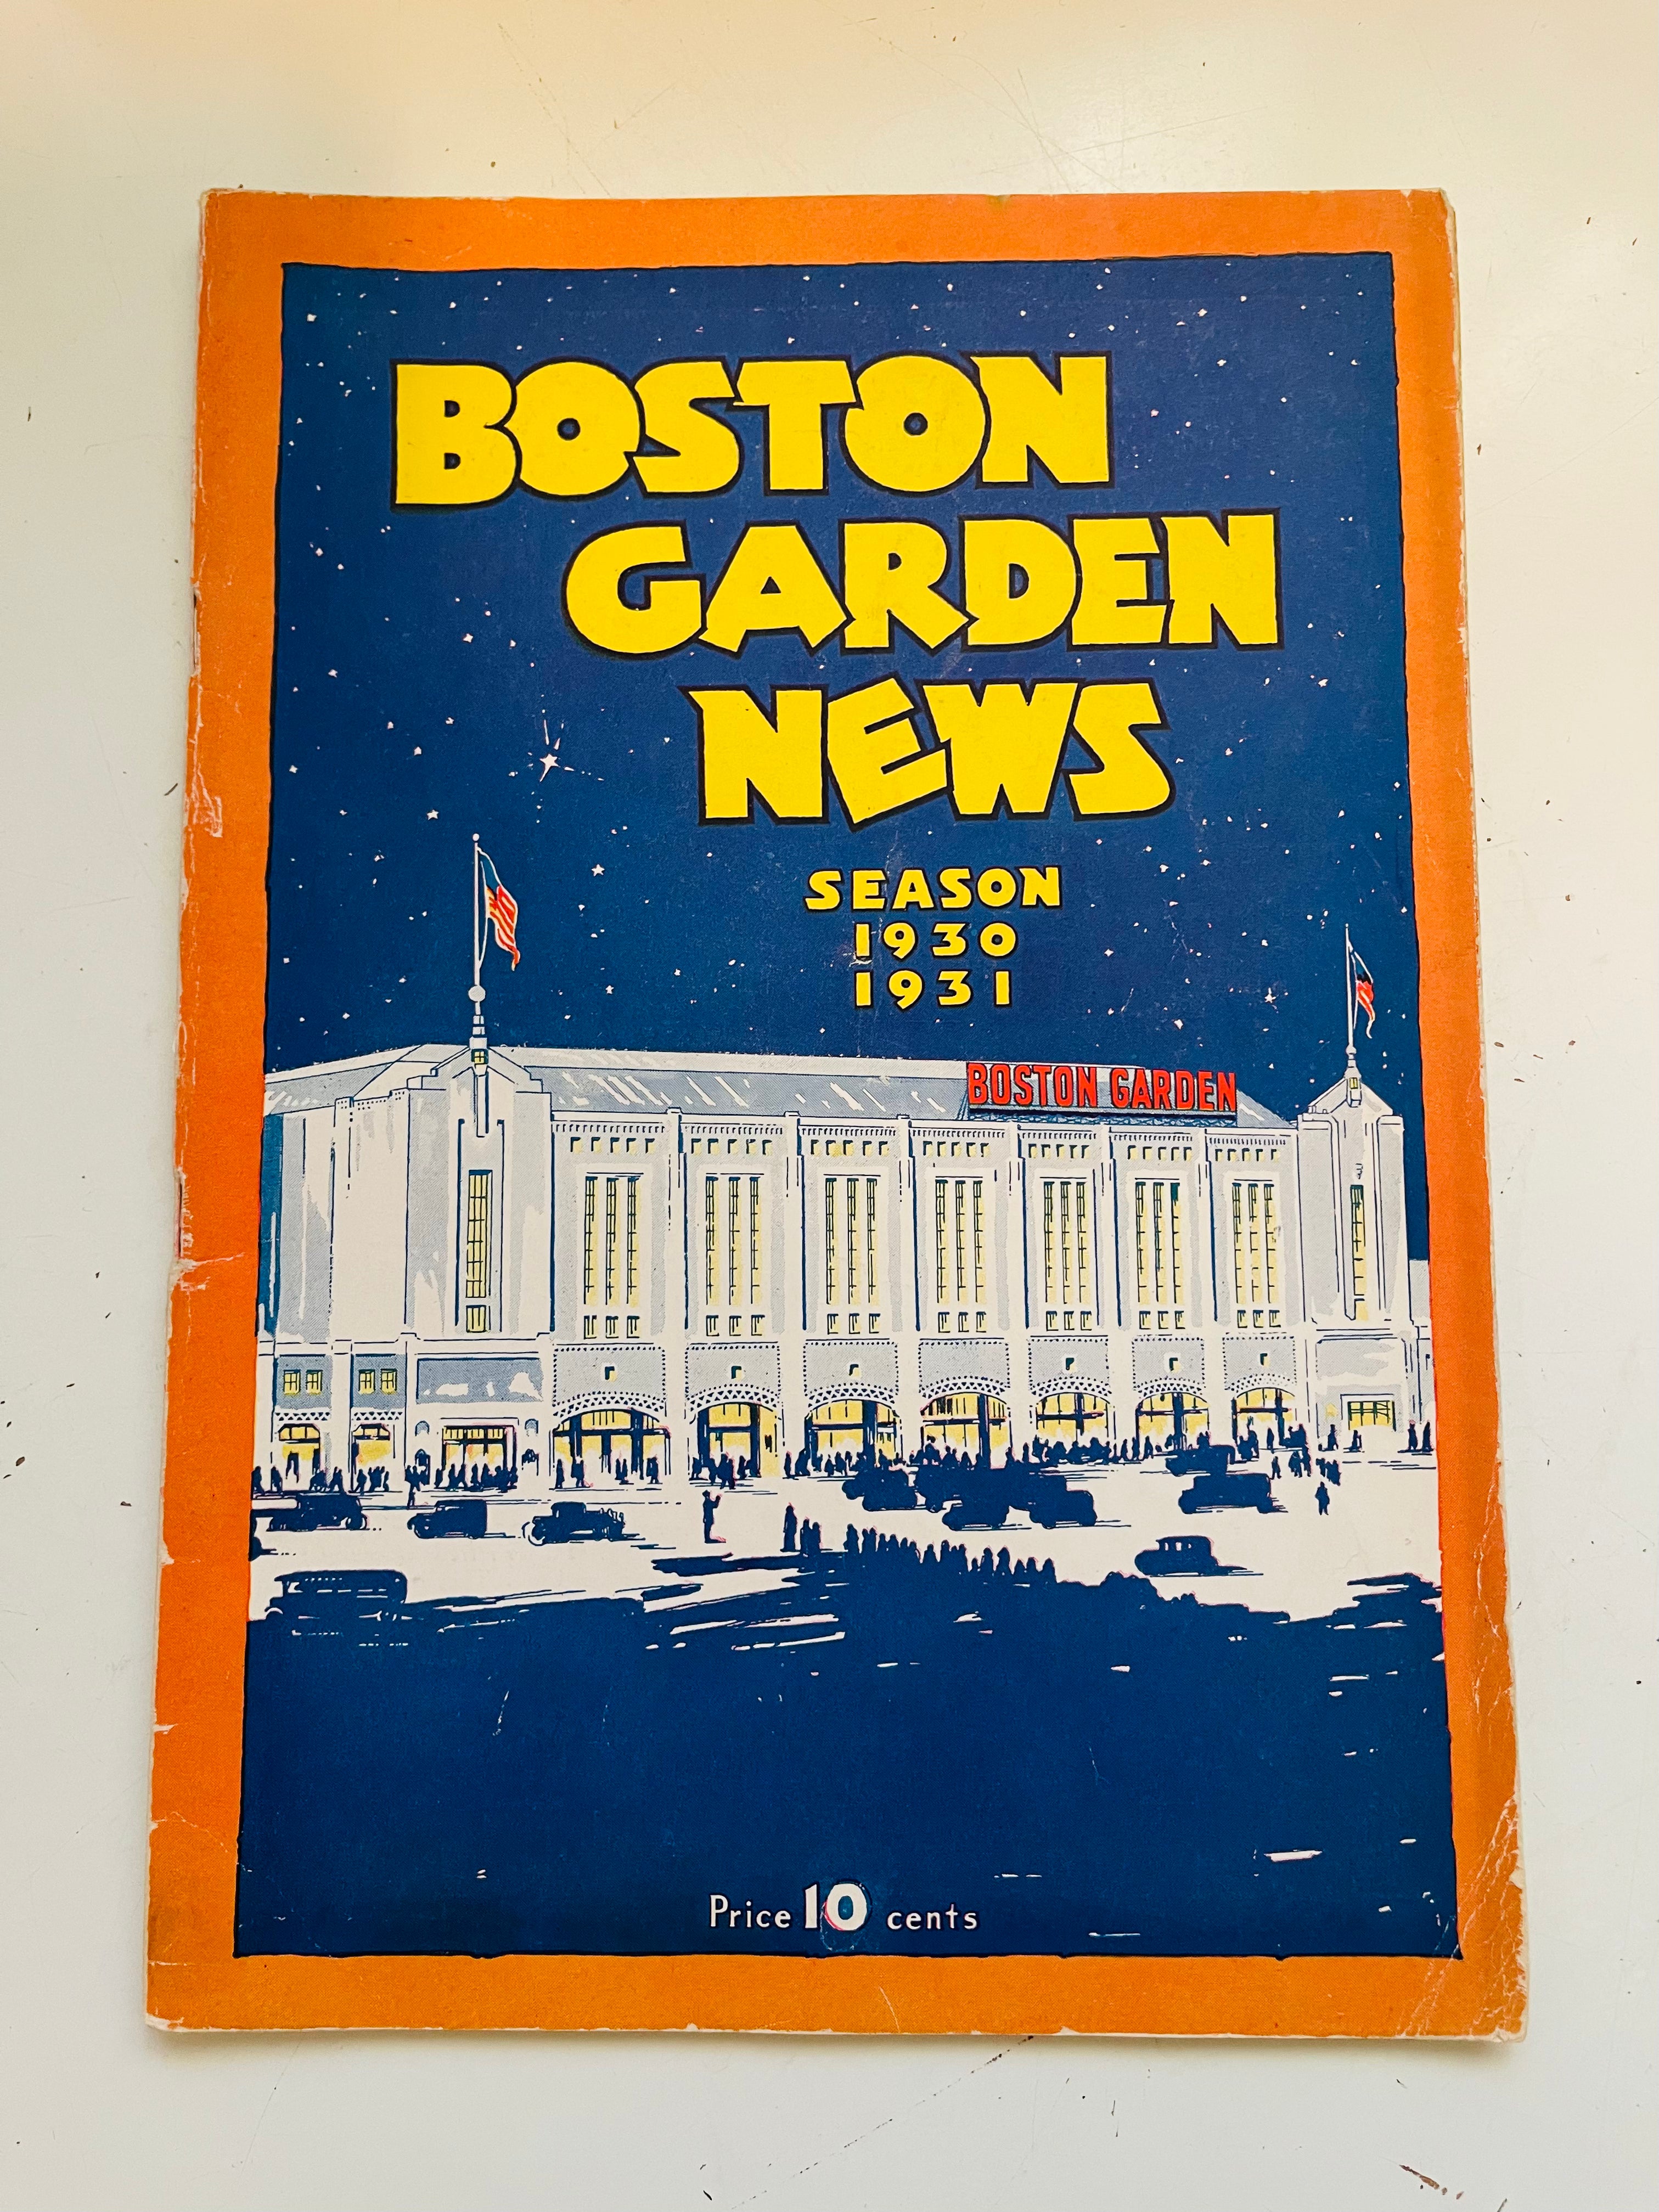 BOSTON
GARDEN
NEWS
SEASON
1930
1931
BOSTON GARDEN
Price 10 cents